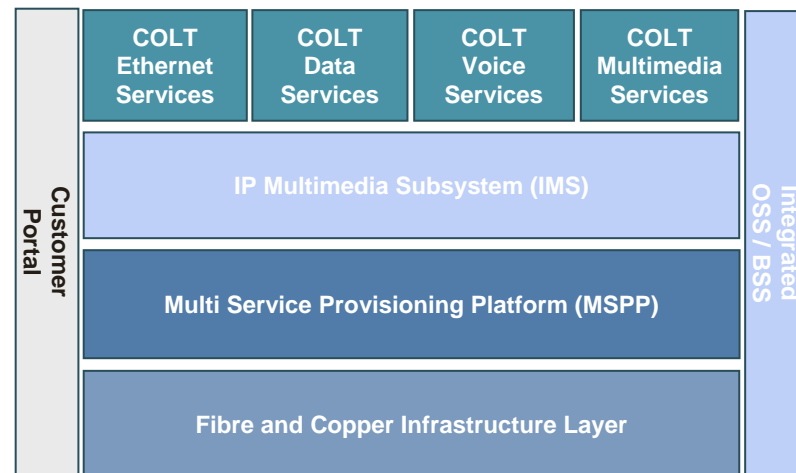 COLT
Ethernet
Services
COLT
Data
Services
COLT
Voice
Services
COLT
Multimedia
Services
IP Multimedia Subsystem (IMS)
Multi Service Provisioning Platform (MSPP)
Fibre and Copper Infrastructure Layer
Customer
Portal
Integrated
OSS / BSS